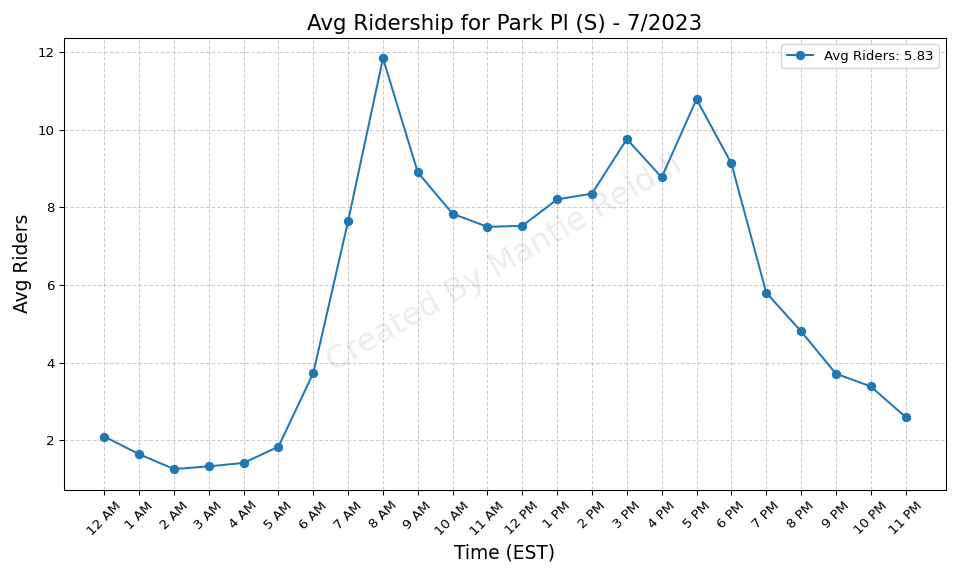 Avg Ridership for Park Pl (S) - 7/2023
Avg Riders: 5.83
Avg Riders
12
10
8
6
4
2
Created By Mantle
12 AM
1 AM
2 AM
3 AM
4 AM
5 AM
6 AM
7 AM
8 AM
9 AM
10 AM
11 AM
12 PM
1 PM
2 PM
3 PM
4 PM
5 PM
6 PM
7 PM
8 PM
9 PM
10 PM
11 PM
Time (EST)